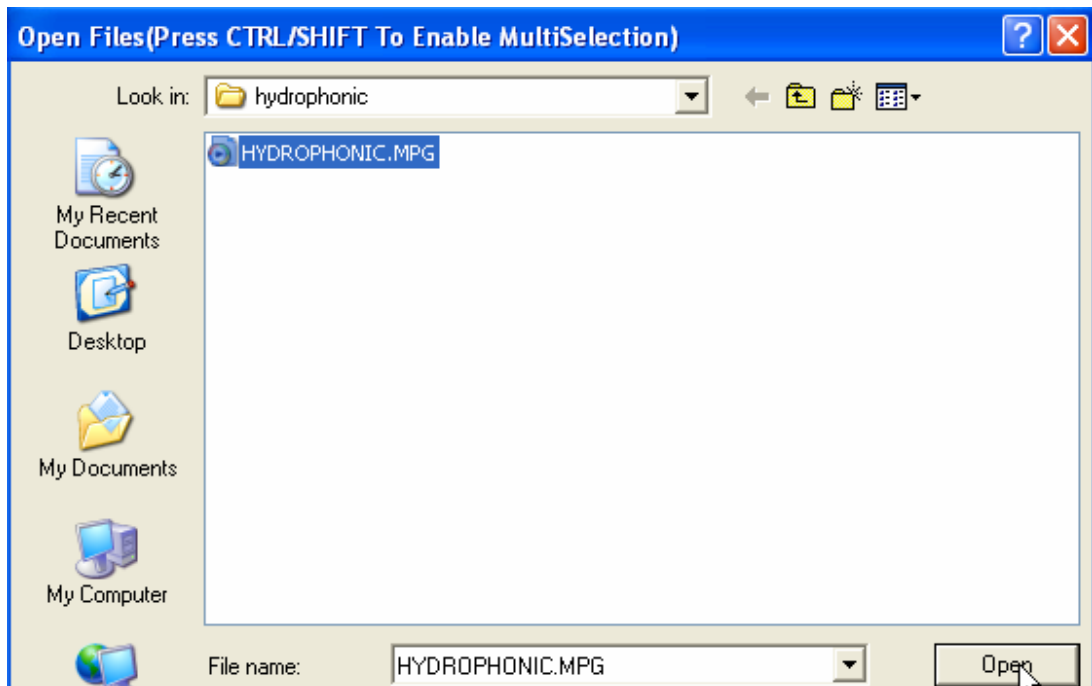 Open Files(Press CTRL/SHIFT To Enable MultiSelection)
Look in: hydrophonic
HYDROPHONIC.MPG
My Recent
Documents
Desktop
My Documents
My Computer
File name: HYDROPHONIC.MPG Open